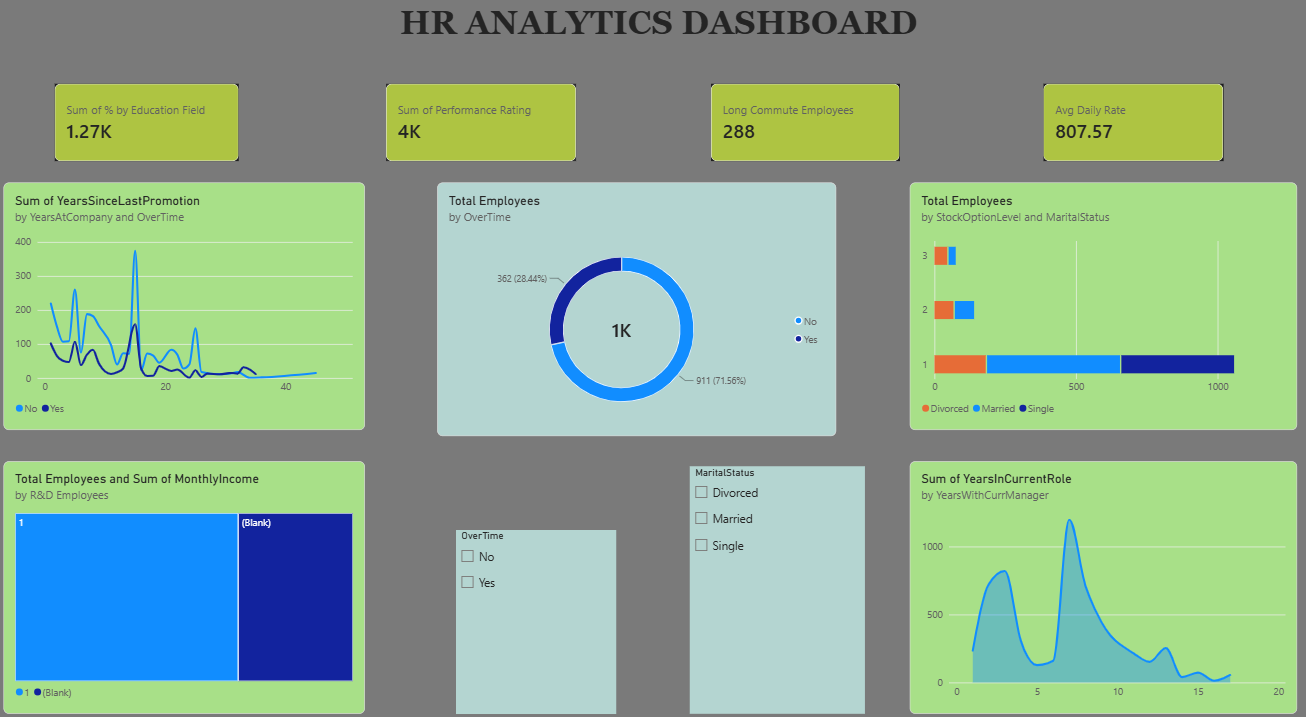 HR ANALYTICS DASHBOARD
Sum of % by Education Field
1.27K
Sum of Performance Rating
4K
Long Commute Employees
288
Avg Daily Rate
807.57
Sum of YearsSinceLastPromotion
by YearsAtCompany and OverTime
400
300
200
100
0
0 20 40
No Yes
Total Employees
by OverTime
362 (28.44%)
1K
911 (71.56%)
No
Yes
Total Employees
by StockOptionLevel and MaritalStatus
3
2
1
0 500 1000
Divorced Married Single
Total Employees and Sum of MonthlyIncome
by R&D Employees
1 (Blank)
1 (Blank)
OverTime
No
Yes
MaritalStatus
Divorced
Married
Single
Sum of YearsInCurrentRole
by YearsWithCurrManager
1000
500
0
0 5 10 15 20